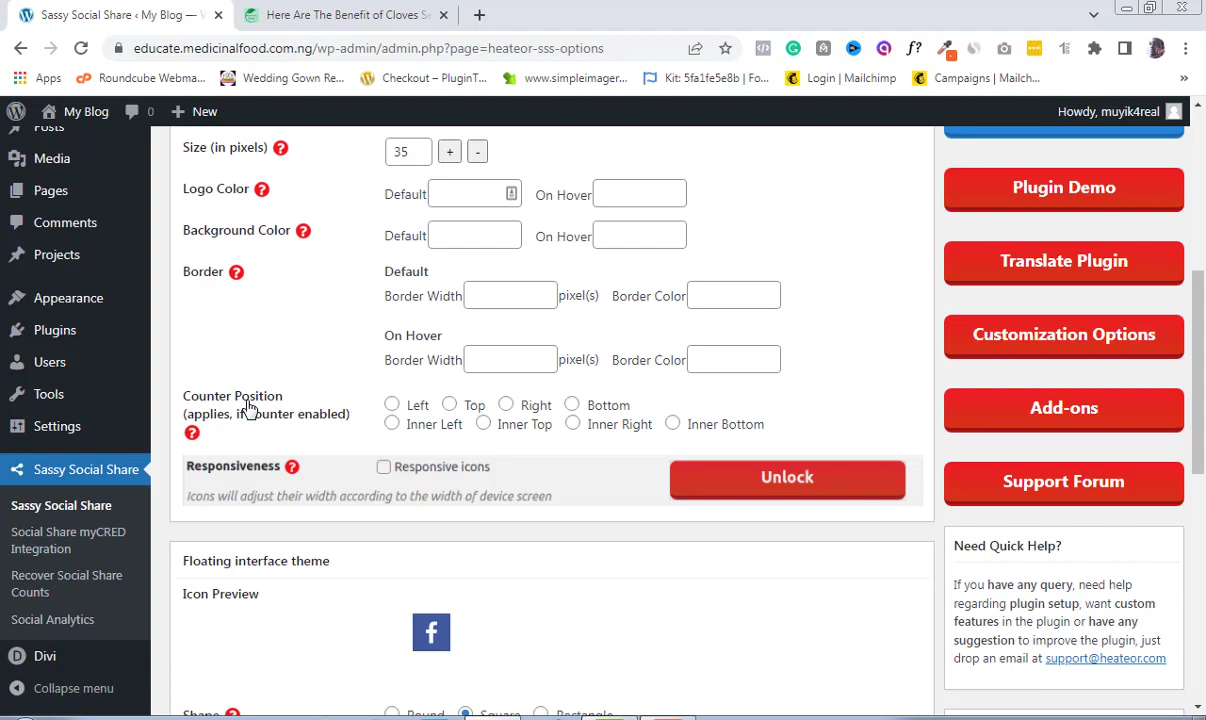 Sassy Social Share ‹ My Blog — W
Here Are The Benefit of Cloves Se
educate.medicinalfood.com.ng/wp-admin/admin.php?page=heateor-sss-options
Apps
Roundcube Webma...
Wedding Gown Re...
Checkout – PluginT...
www.simpleimager...
Kit: 5fa1fe5e8b | Fo...
Login | Mailchimp
Campaigns | Mailch...
»
My Blog
0
New
Howdy, muyik4real
Posts
Media
Pages
Comments
Projects
Appearance
Plugins
Users
Tools
Settings
Sassy Social Share
Sassy Social Share
Social Share myCRED
Integration
Recover Social Share
Counts
Social Analytics
Divi
Collapse menu
Size (in pixels) ?
35 + -
Logo Color ?
Default
On Hover
Background Color ?
Default
On Hover
Border ?
Default
Border Width pixel(s) Border Color
On Hover
Border Width pixel(s) Border Color
Counter Position
(applies, if counter enabled)
?
Left Top Right Bottom
Inner Left Inner Top Inner Right Inner Bottom
Responsiveness ?
Responsive icons
Unlock
Icons will adjust their width according to the width of device screen
Floating interface theme
Icon Preview
f
Shape ?
Round Square Rectangle
Plugin Demo
Translate Plugin
Customization Options
Add-ons
Support Forum
Need Quick Help?
If you have any query, need help
regarding plugin setup, want custom
features in the plugin or have any
suggestion to improve the plugin, just
drop an email at support@heateor.com